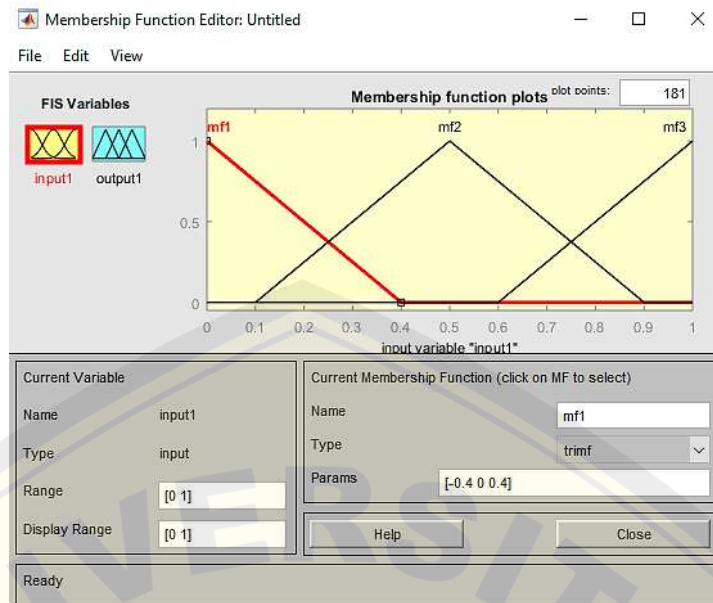 Membership Function Editor: Untitled
File Edit View
FIS Variables
input1 output1
Membership function plots plot points: 181
mf1 mf2 mf3
1
0.5
0
0 0.1 0.2 0.3 0.4 0.5 0.6 0.7 0.8 0.9 1
input variable "input1"
Current Variable
Name input1
Type input
Range [0 1]
Display Range [0 1]
Current Membership Function (click on MF to select)
Name mf1
Type trimf
Params [-0.4 0 0.4]
Help Close
Ready